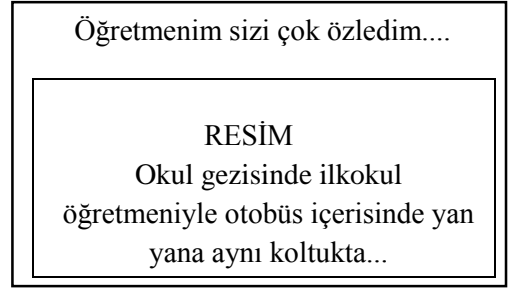 Öğretmenim sizi çok özledim....
RESİM
Okul gezisinde ilkokul
öğretmeniyle otobüs içerisinde yan
yana aynı koltukta...